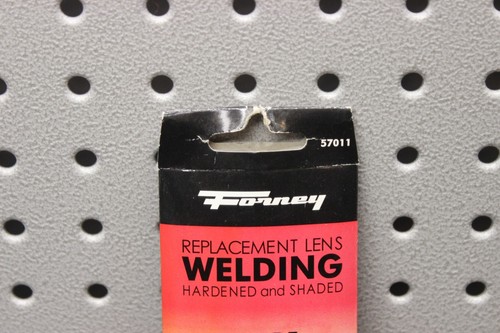 57011
Forney
REPLACEMENT LENS
WELDING
HARDENED and SHADED